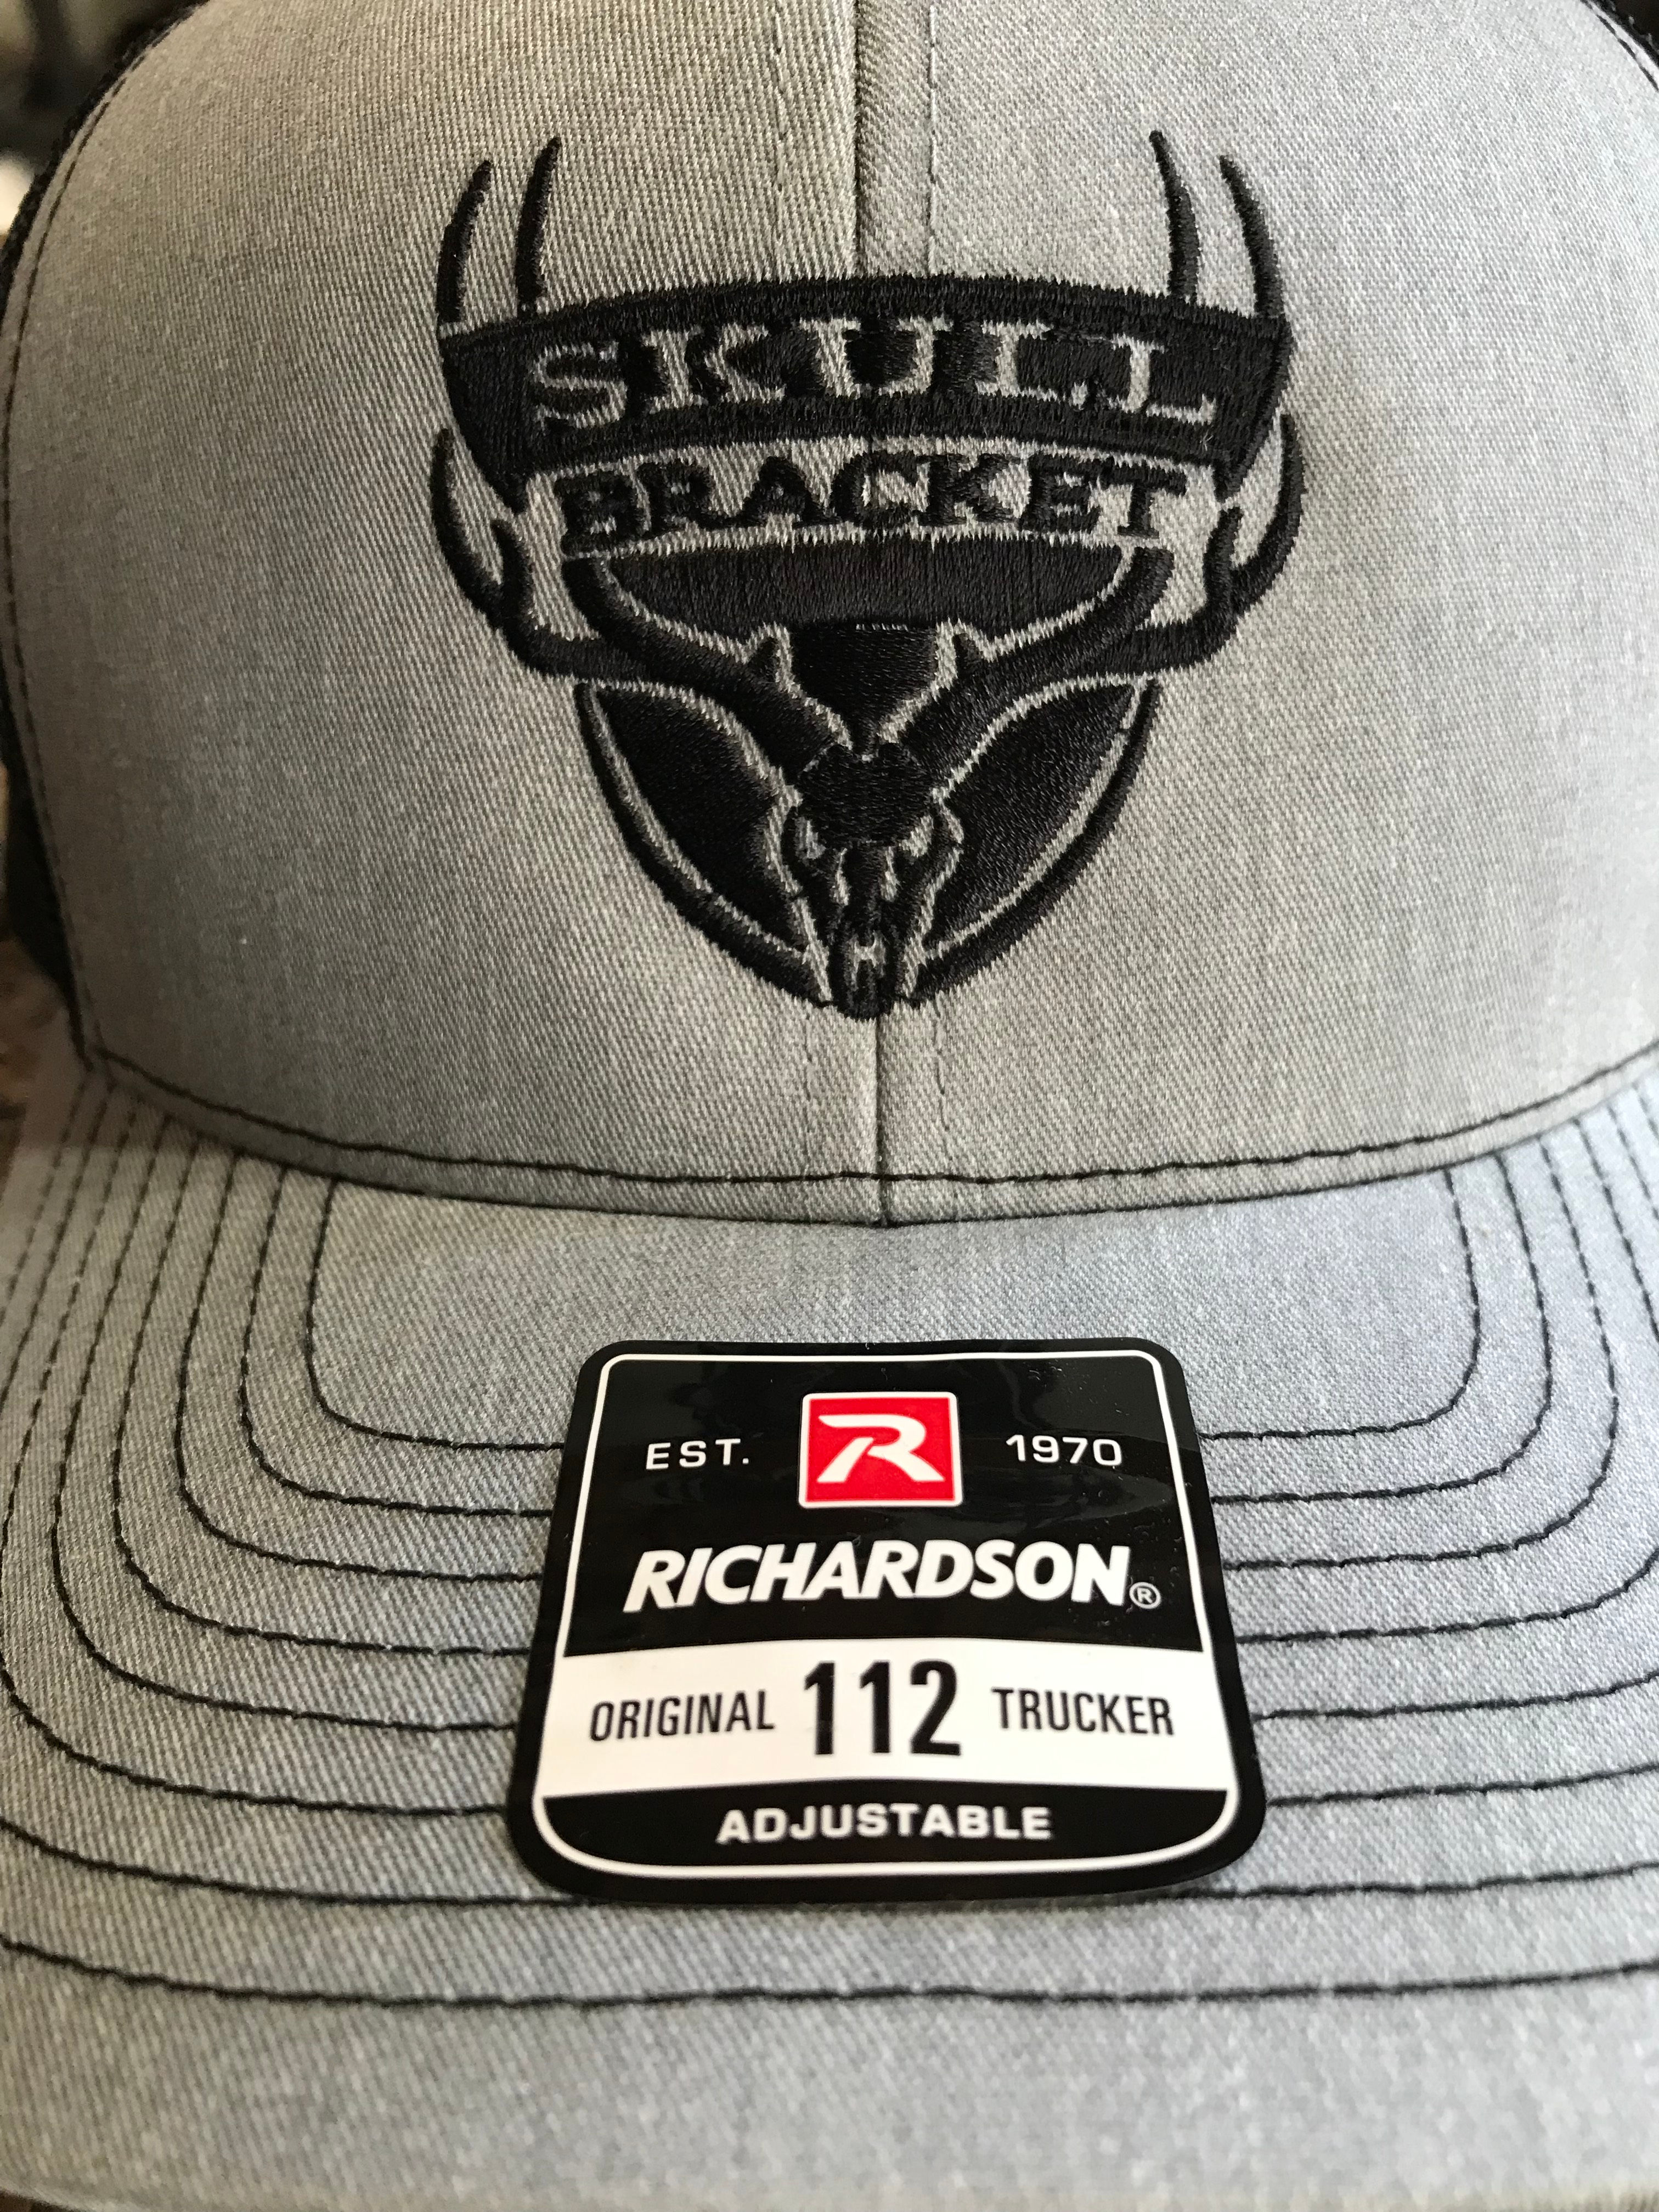 SKULL
BRACKET
EST. R 1970
RICHARDSON®
ORIGINAL 112 TRUCKER
ADJUSTABLE